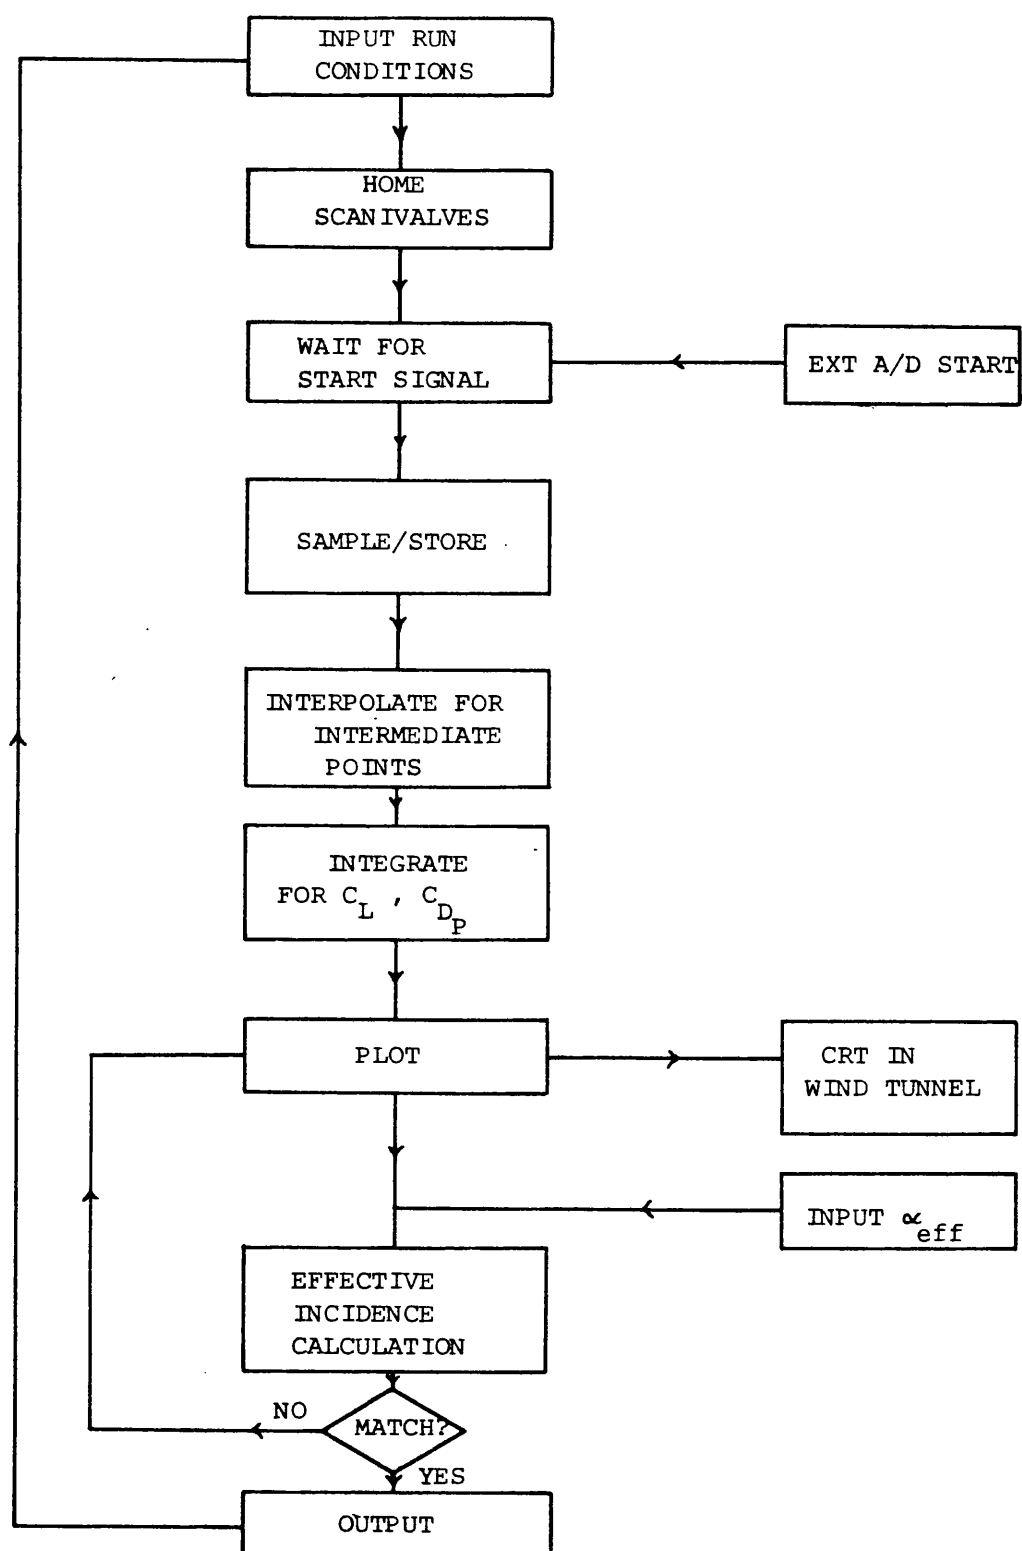 INPUT RUN
CONDITIONS
HOME
SCANIVALVES
WAIT FOR
START SIGNAL
EXT A/D START
SAMPLE/STORE
INTERPOLATE FOR
INTERMEDIATE
POINTS
INTEGRATE
FOR C_L , C_D_P
PLOT
CRT IN
WIND TUNNEL
INPUT ∝eff
EFFECTIVE
INCIDENCE
CALCULATION
NO
MATCH?
YES
OUTPUT